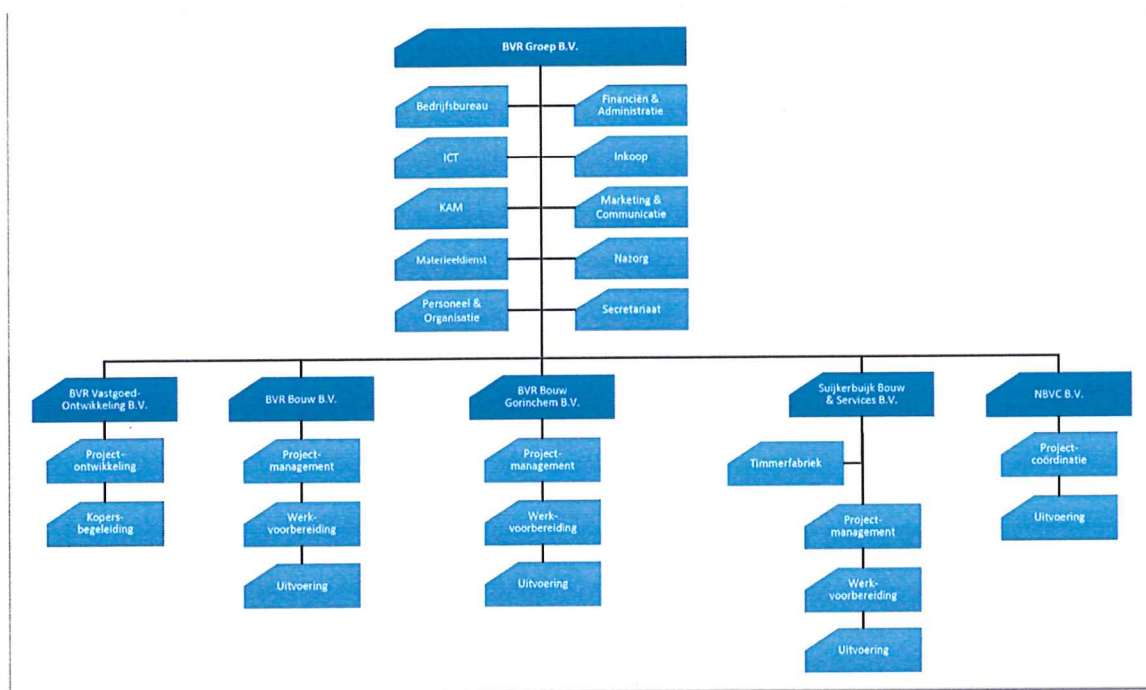 BVR Groep B.V.
Bedrijfsbureau
Financiën &
Administratie
ICT
Inkoop
KAM
Marketing &
Communicatie
Materieeldienst
Nazorg
Personeel &
Organisatie
Secretariaat
BVR Vastgoed-
Ontwikkeling B.V.
Project-
ontwikkeling
Kopers-
begeleiding
BVR Bouw B.V.
Project-
management
Werk-
voorbereiding
Uitvoering
BVR Bouw
Gorinchem B.V.
Project-
management
Werk-
voorbereiding
Uitvoering
Suijkerbuijk Bouw
& Services B.V.
Timmerfabriek
Project-
management
Werk-
voorbereiding
Uitvoering
NBVC B.V.
Project-
coördinatie
Uitvoering